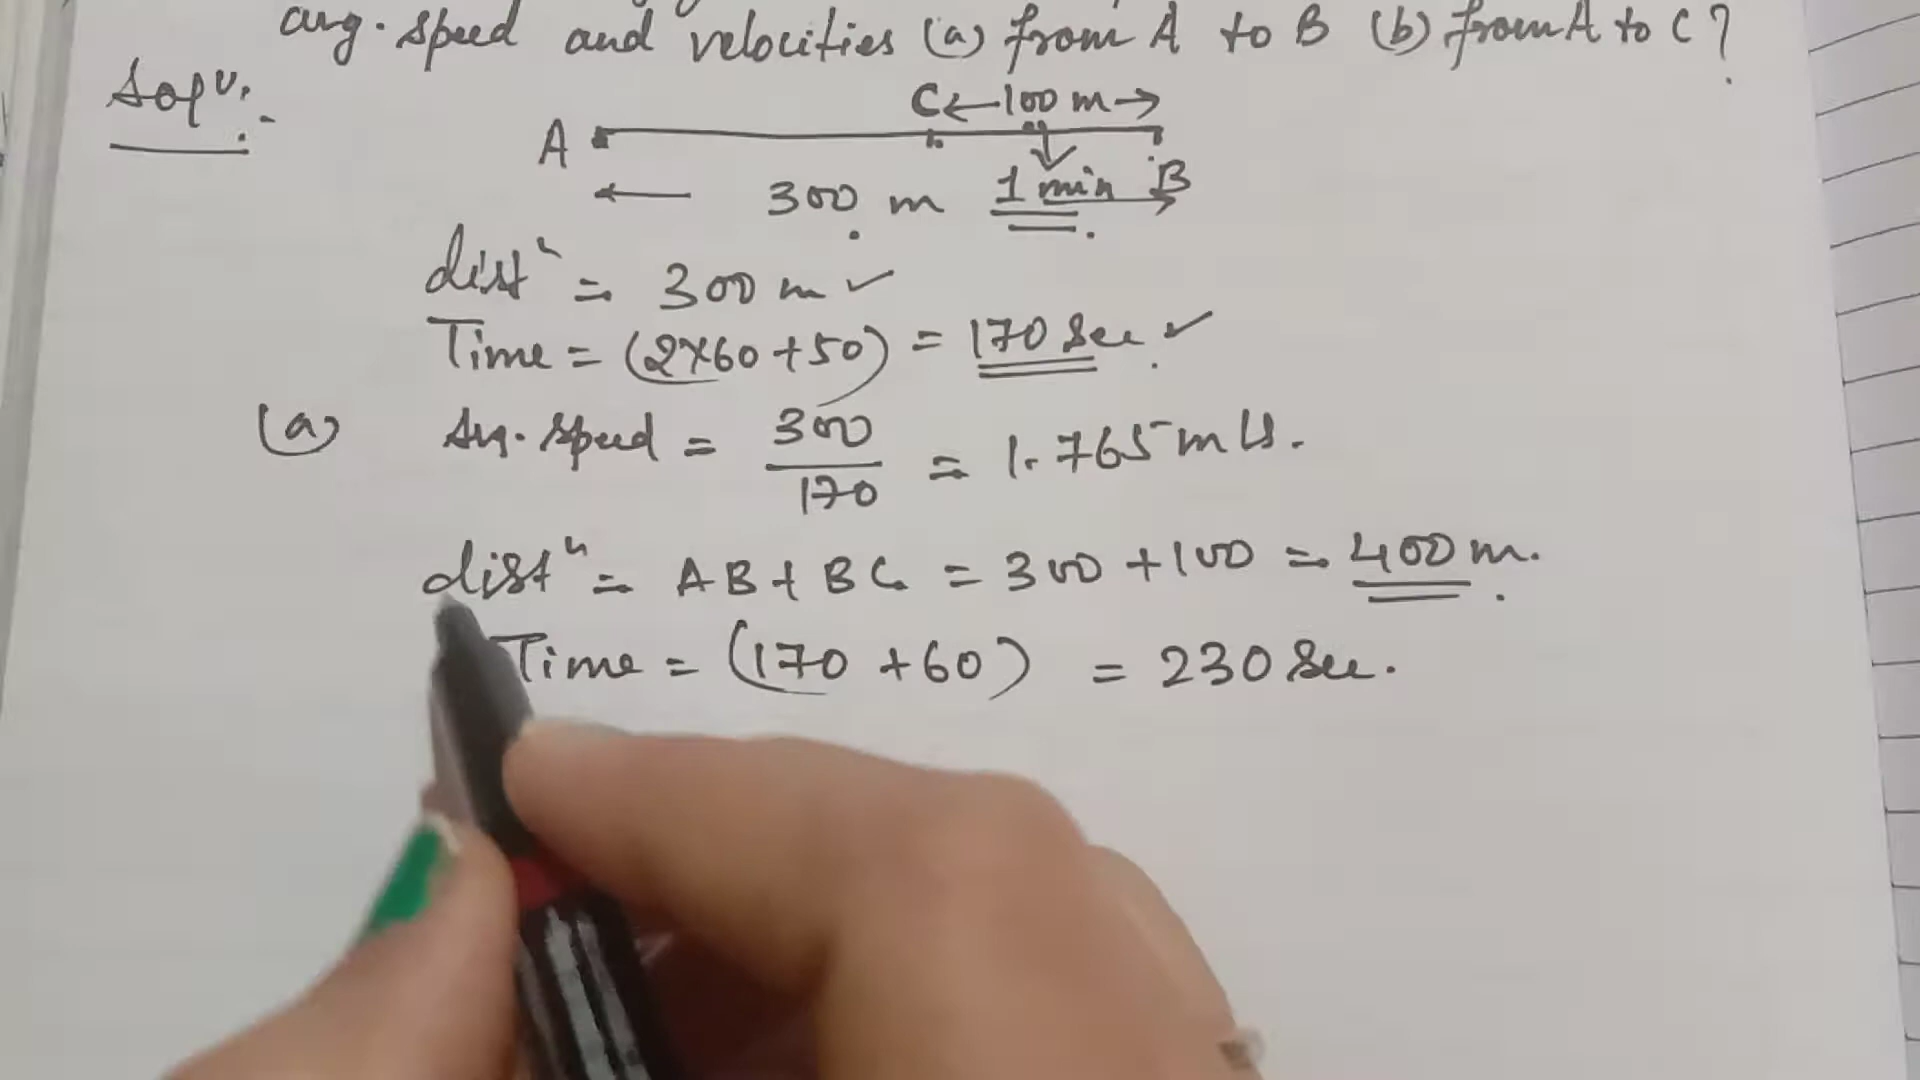 avg. speed and velocities (a) from A to B (b) from A to C?
Solⁿ:-
C ←100 m→
A
300 m 1 min B
distⁿ = 300 m ✓
Time = (2×60+50) = 170 Sec ✓
(a) Av. speed = 300/170 = 1.765 m/s.
distⁿ = AB + BC = 300 + 100 = 400 m.
Time = (170 + 60) = 230 Sec.